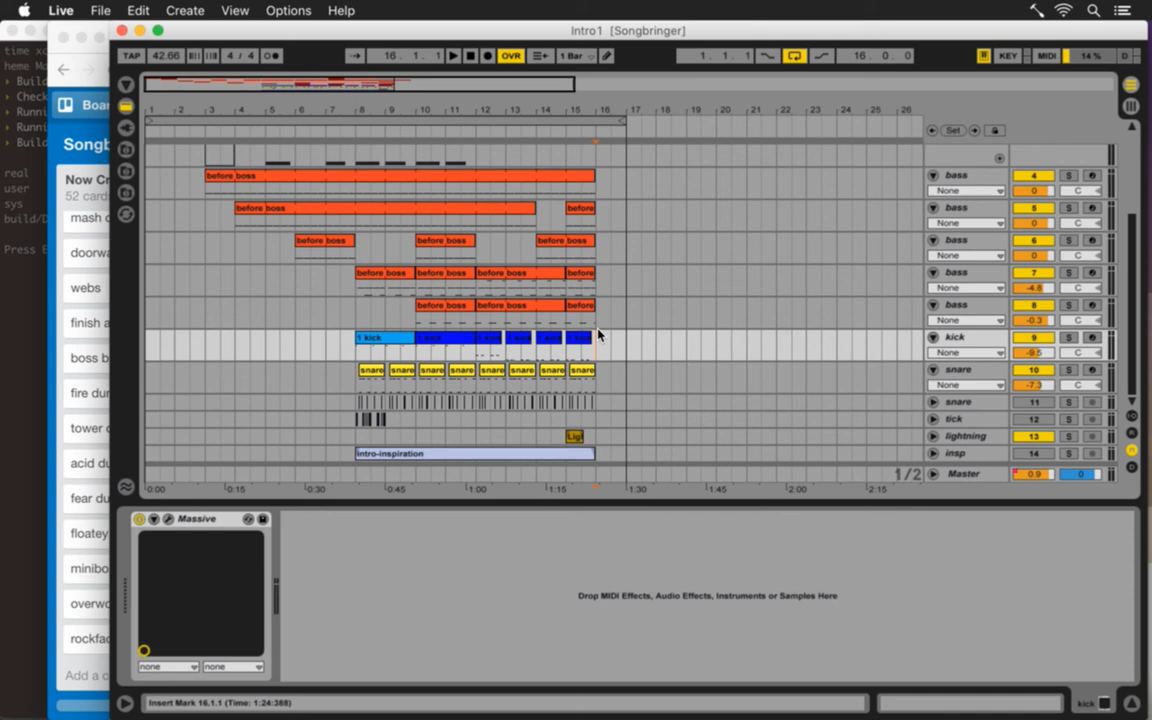 Live File Edit Create View Options Help
Intro1 [Songbringer]
TAP 42.66 4 / 4 16 . 1 . 1 OVR 1 Bar 1 . 1 . 1 16 . 0 . 0 KEY MIDI 14 % D
time xc
heme Ma
Build
Check
Runni
Runni
Build
real
user
sys
build/D
Press E
Boar
Songb
Now Cr
52 card
mash c
doorwa
webs
finish a
boss b
fire dur
tower c
acid du
fear du
floatey
minibo
overwo
rockfac
Add a c
1 2 3 4 5 6 7 8 9 10 11 12 13 14 15 16 17 18 19 20 21 22 23 24 25 26
Set
before boss
bass 4 S
None 0 C
before boss before
bass 5 S
None 0 C
before boss before boss before boss
bass 6 S
None 0 C
before boss before boss before boss before
bass 7 S
None -4.8 C
before boss before boss before
bass 8 S
None -0.3 C
1 kick
kick 9 S
None -9.5 C
snare snare snare snare snare snare snare snare
snare 10 S
None -7.3 C
snare 11 S
tick 12 S
Ligh
lightning 13 S
intro-inspiration
insp 14 S
1/2 Master 0.9 0
0:00 0:15 0:30 0:45 1:00 1:15 1:30 1:45 2:00 2:15
Massive
none none
Drop MIDI Effects, Audio Effects, Instruments or Samples Here
Insert Mark 16.1.1 (Time: 1:24:388)
kick